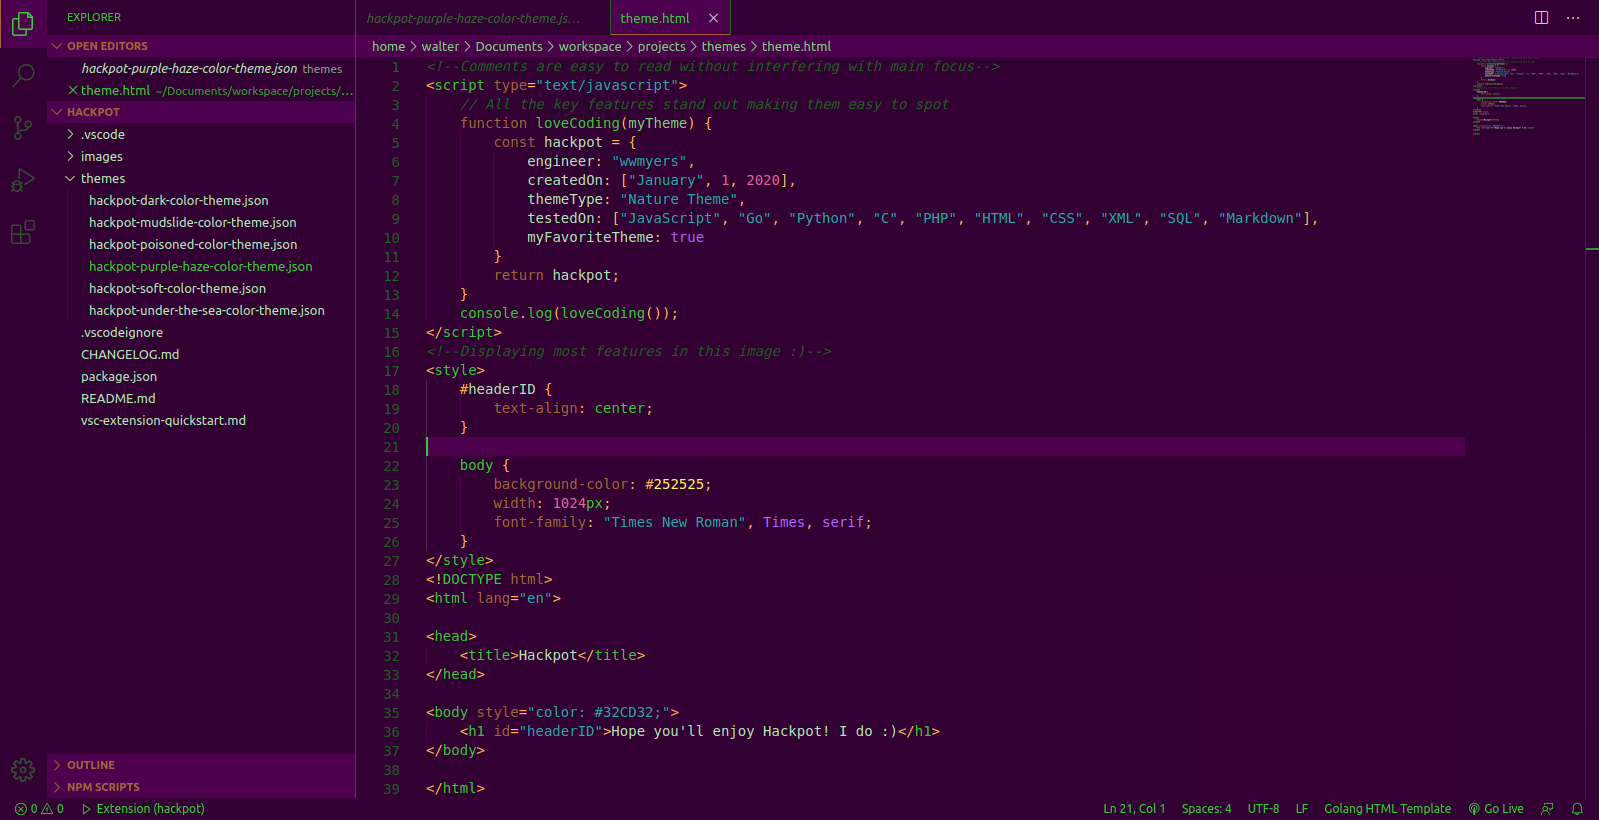 EXPLORER
OPEN EDITORS
hackpot-purple-haze-color-theme.json themes
theme.html ~/Documents/workspace/projects/...
HACKPOT
.vscode
images
themes
hackpot-dark-color-theme.json
hackpot-mudslide-color-theme.json
hackpot-poisoned-color-theme.json
hackpot-purple-haze-color-theme.json
hackpot-soft-color-theme.json
hackpot-under-the-sea-color-theme.json
.vscodeignore
CHANGELOG.md
package.json
README.md
vsc-extension-quickstart.md
OUTLINE
NPM SCRIPTS
hackpot-purple-haze-color-theme.js...
theme.html
home > walter > Documents > workspace > projects > themes > theme.html
1 <!--Comments are easy to read without interfering with main focus-->
2 <script type="text/javascript">
3 // All the key features stand out making them easy to spot
4 function loveCoding(myTheme) {
5 const hackpot = {
6 engineer: "wwmyers",
7 createdOn: ["January", 1, 2020],
8 themeType: "Nature Theme",
9 testedOn: ["JavaScript", "Go", "Python", "C", "PHP", "HTML", "CSS", "XML", "SQL", "Markdown"],
10 myFavoriteTheme: true
11 }
12 return hackpot;
13 }
14 console.log(loveCoding());
15 </script>
16 <!--Displaying most features in this image :)-->
17 <style>
18 #headerID {
19 text-align: center;
20 }
21
22 body {
23 background-color: #252525;
24 width: 1024px;
25 font-family: "Times New Roman", Times, serif;
26 }
27 </style>
28 <!DOCTYPE html>
29 <html lang="en">
30
31 <head>
32 <title>Hackpot</title>
33 </head>
34
35 <body style="color: #32CD32;">
36 <h1 id="headerID">Hope you'll enjoy Hackpot! I do :)</h1>
37 </body>
38
39 </html>
0 0 Extension (hackpot)
Ln 21, Col 1 Spaces: 4 UTF-8 LF Golang HTML Template Go Live